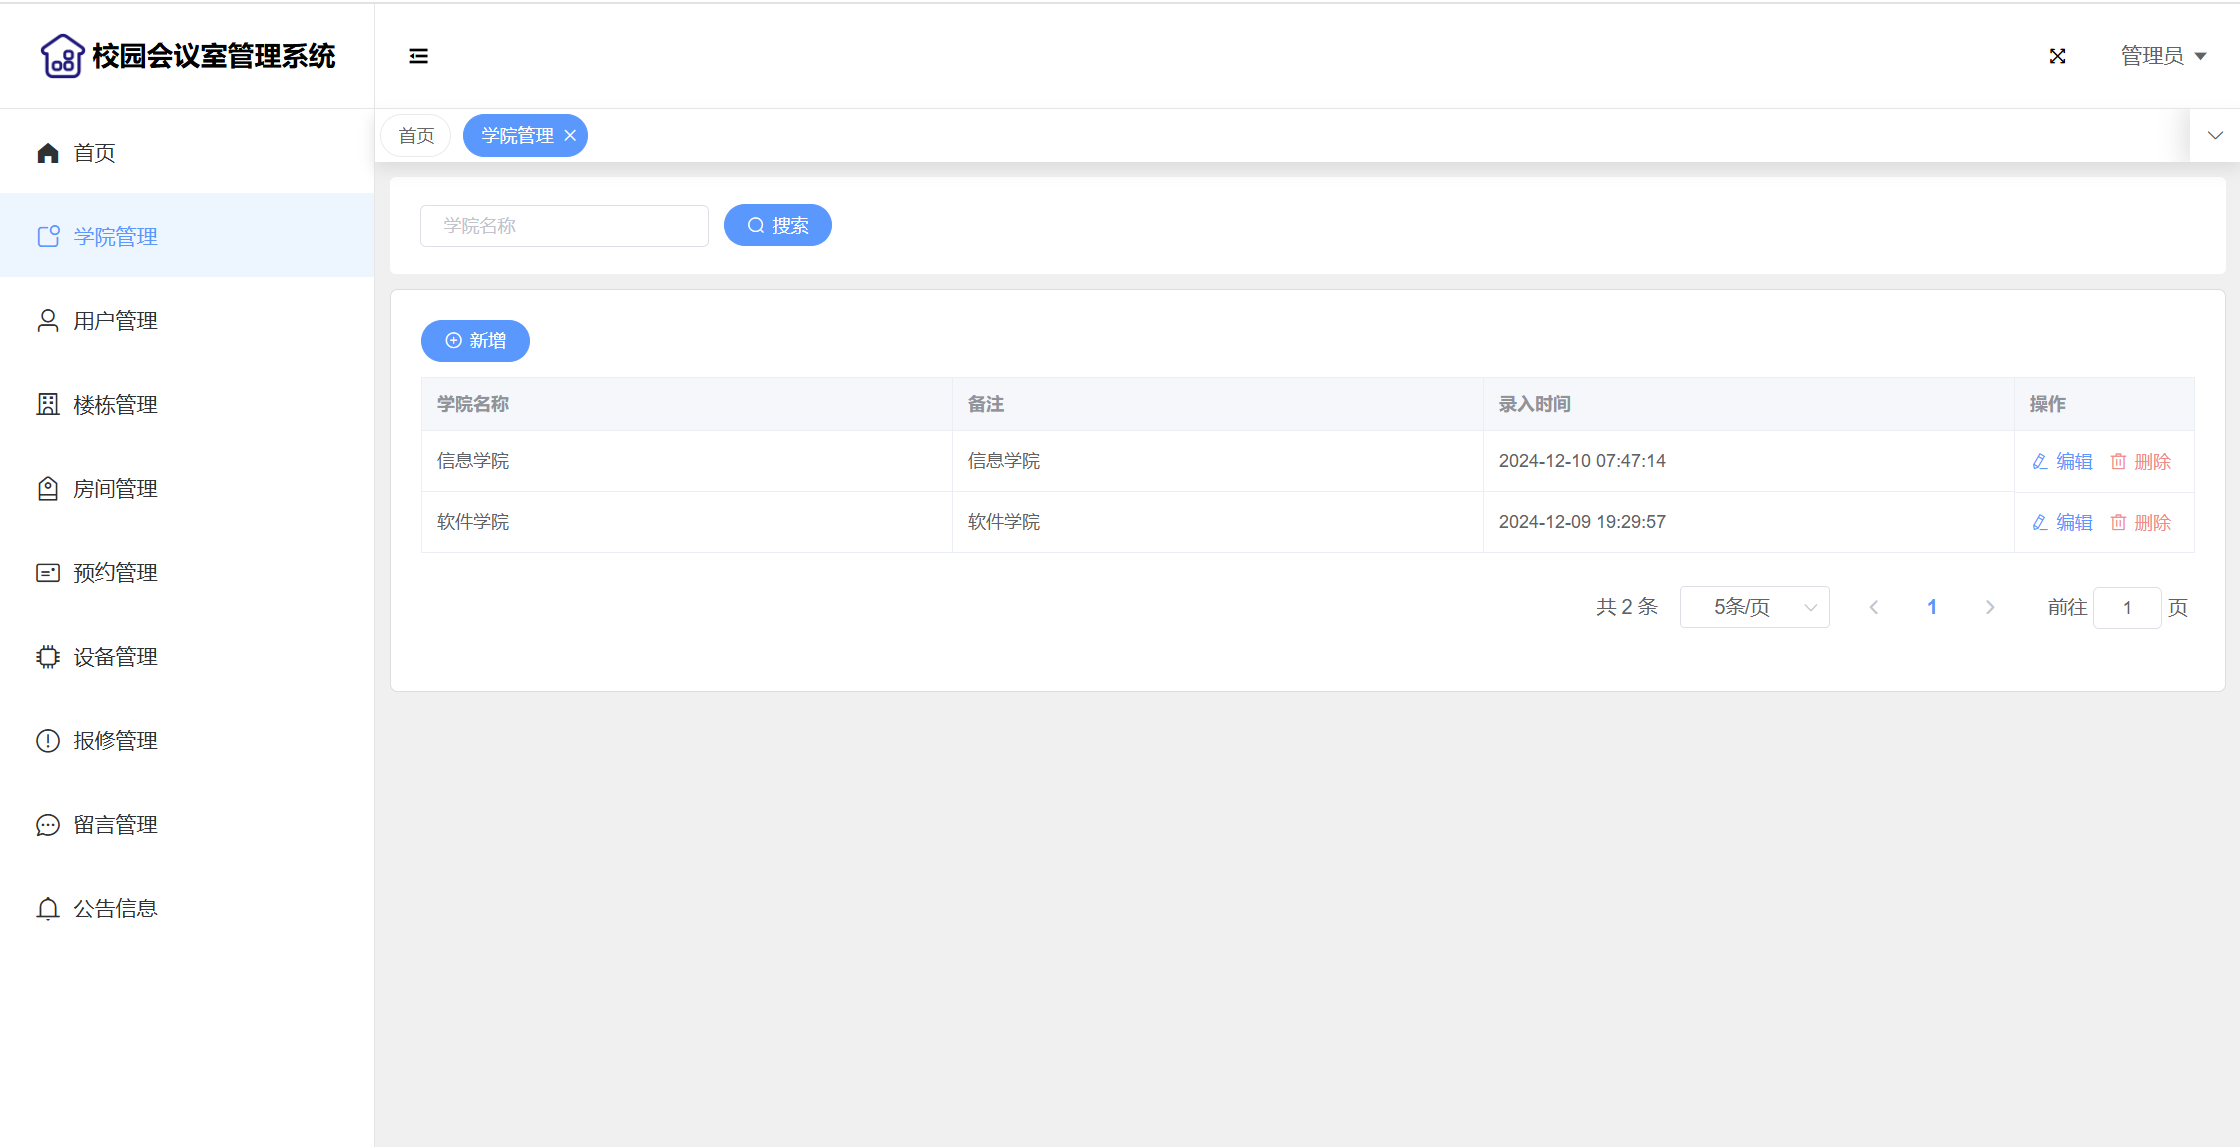 校园会议室管理系统
管理员
首页
学院管理
用户管理
楼栋管理
房间管理
预约管理
设备管理
报修管理
留言管理
公告信息
首页 学院管理
学院名称 搜索
新增
学院名称 备注 录入时间 操作
信息学院 信息学院 2024-12-10 07:47:14 编辑 删除
软件学院 软件学院 2024-12-09 19:29:57 编辑 删除
共 2 条 5条/页 1 前往 1 页